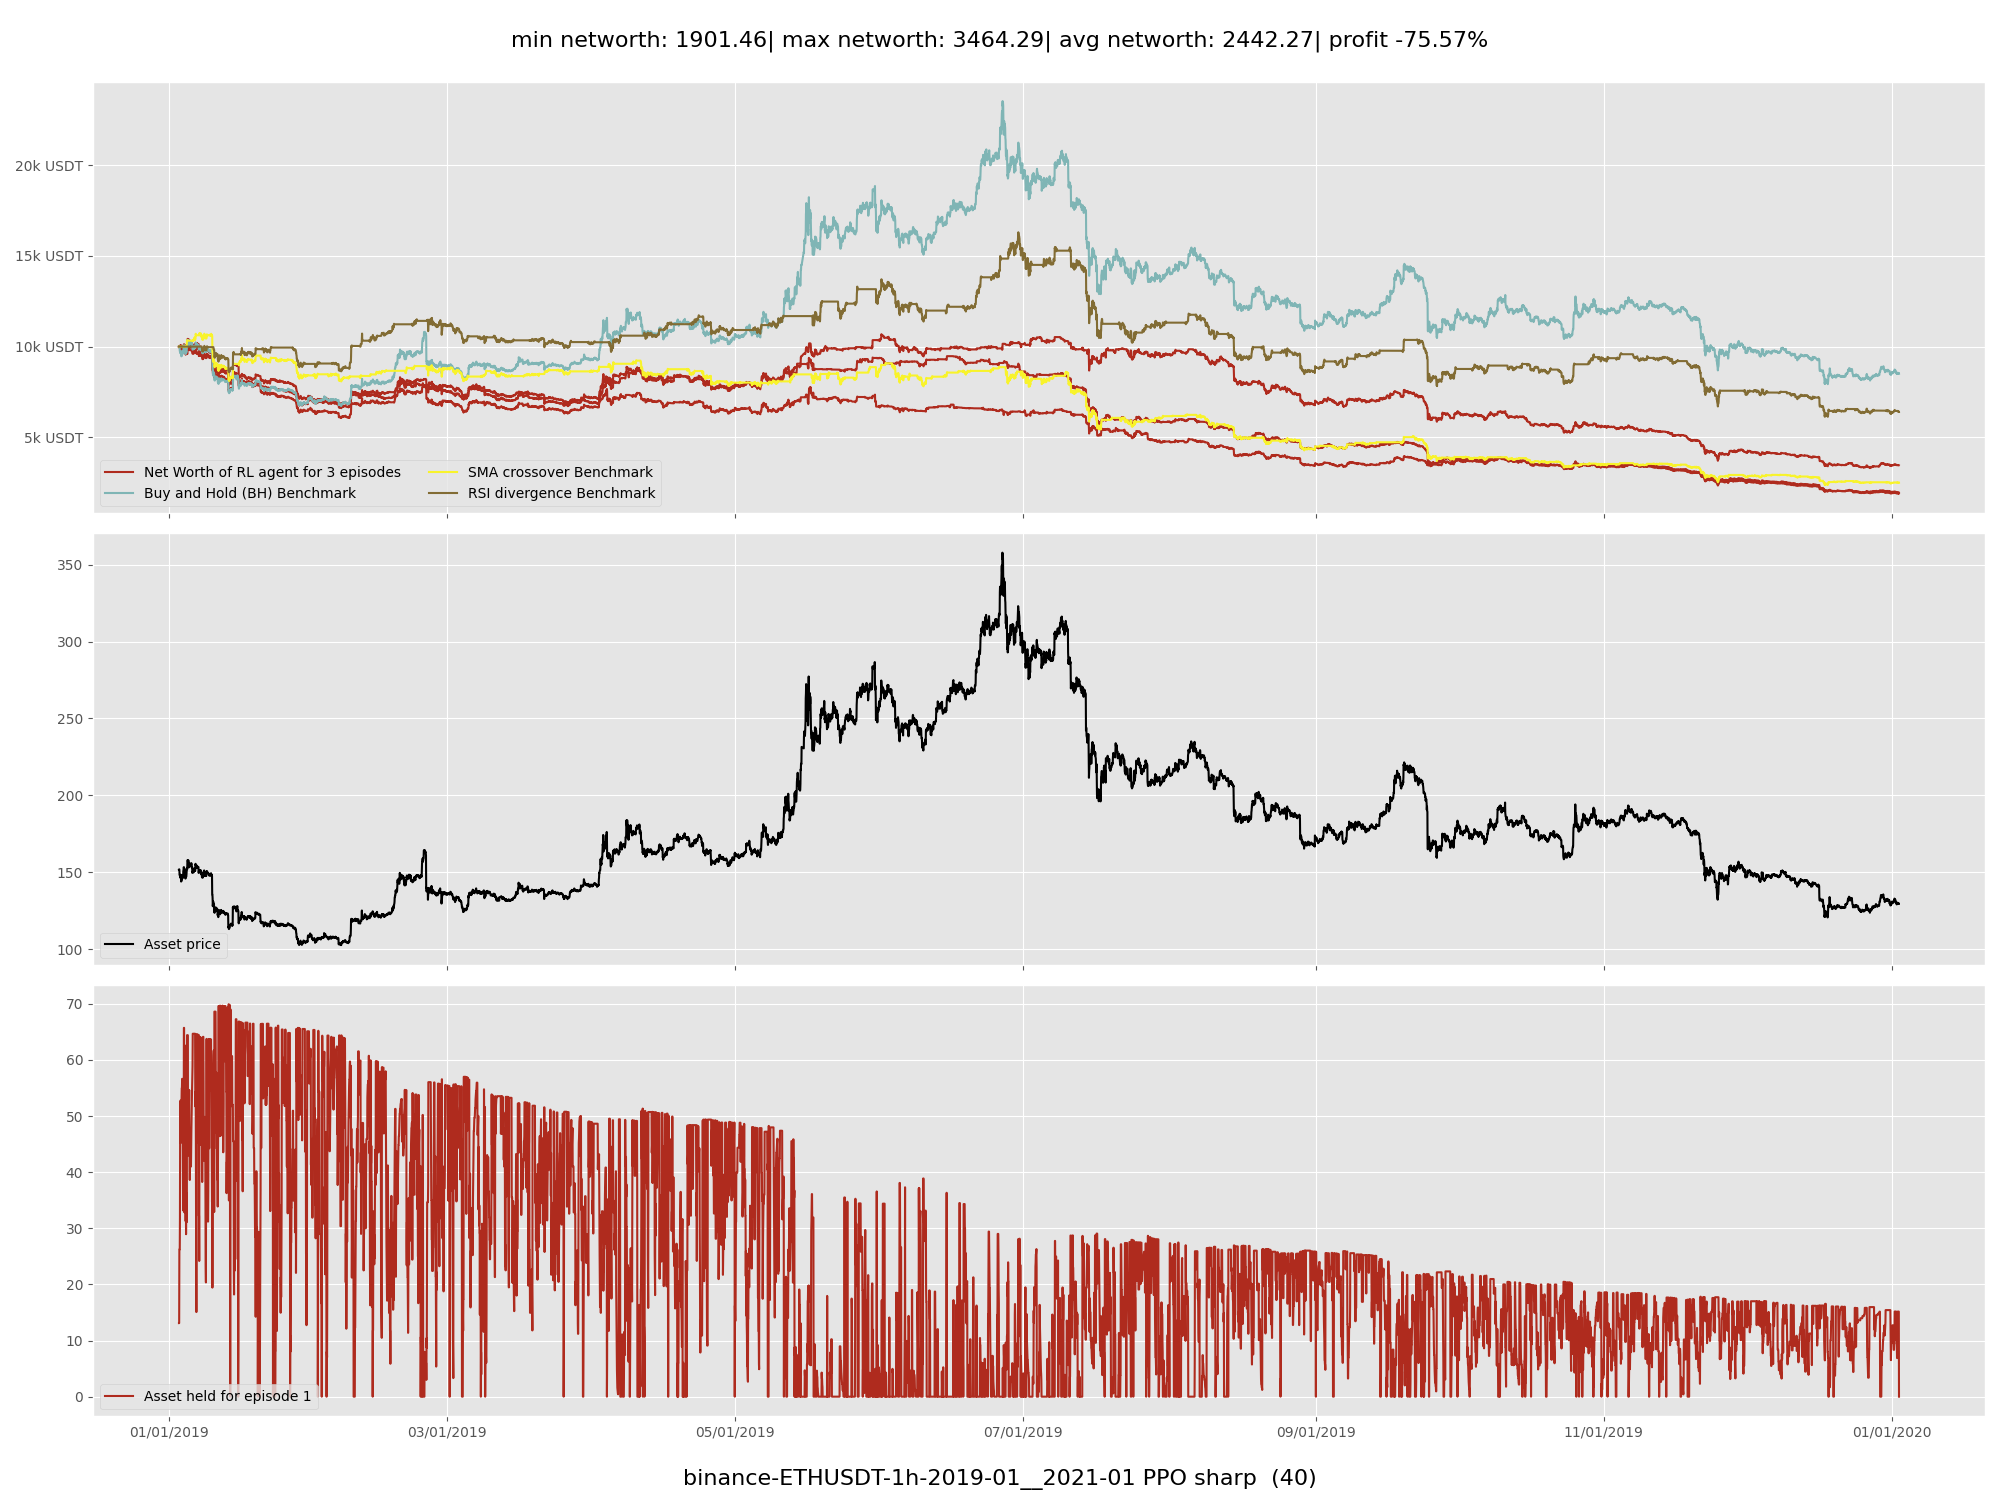 min networth: 1901.46| max networth: 3464.29| avg networth: 2442.27| profit -75.57%
20k USDT
15k USDT
10k USDT
5k USDT
Net Worth of RL agent for 3 episodes
Buy and Hold (BH) Benchmark
SMA crossover Benchmark
RSI divergence Benchmark
350
300
250
200
150
100
Asset price
70
60
50
40
30
20
10
0
Asset held for episode 1
01/01/2019 03/01/2019 05/01/2019 07/01/2019 09/01/2019 11/01/2019 01/01/2020
binance-ETHUSDT-1h-2019-01__2021-01 PPO sharp (40)